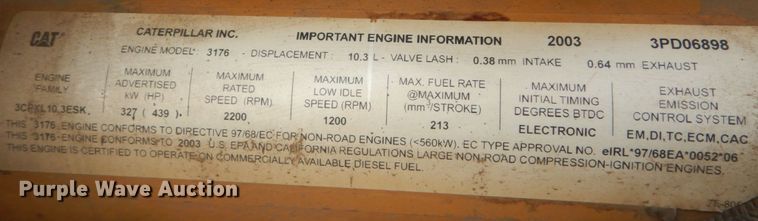 CAT CATERPILLAR INC. IMPORTANT ENGINE INFORMATION 2003 3PD06898
ENGINE MODEL 3176 - DISPLACEMENT : 10.3 L - VALVE LASH : 0.38 mm INTAKE 0.64 mm EXHAUST
ENGINE FAMILY
3CPXL10.3ESK
MAXIMUM ADVERTISED kW (HP)
327 ( 439 )
MAXIMUM RATED SPEED (RPM)
2200
MAXIMUM LOW IDLE SPEED (RPM)
1200
MAX. FUEL RATE @MAXIMUM (mm³/STROKE)
213
MAXIMUM INITIAL TIMING DEGREES BTDC
ELECTRONIC
EXHAUST EMISSION CONTROL SYSTEM
EM,DI,TC,ECM,CAC
THIS 3176 ENGINE CONFORMS TO DIRECTIVE 97/68/EC FOR NON-ROAD ENGINES (<560kW). EC TYPE APPROVAL NO. eIRL*97/68EA*0052*06
THIS 3176 ENGINE CONFORMS TO 2003 U.S. EPA AND CALIFORNIA REGULATIONS LARGE NON-ROAD COMPRESSION-IGNITION ENGINES.
THIS ENGINE IS CERTIFIED TO OPERATE ON COMMERCIALLY AVAILABLE DIESEL FUEL.
Purple Wave Auction